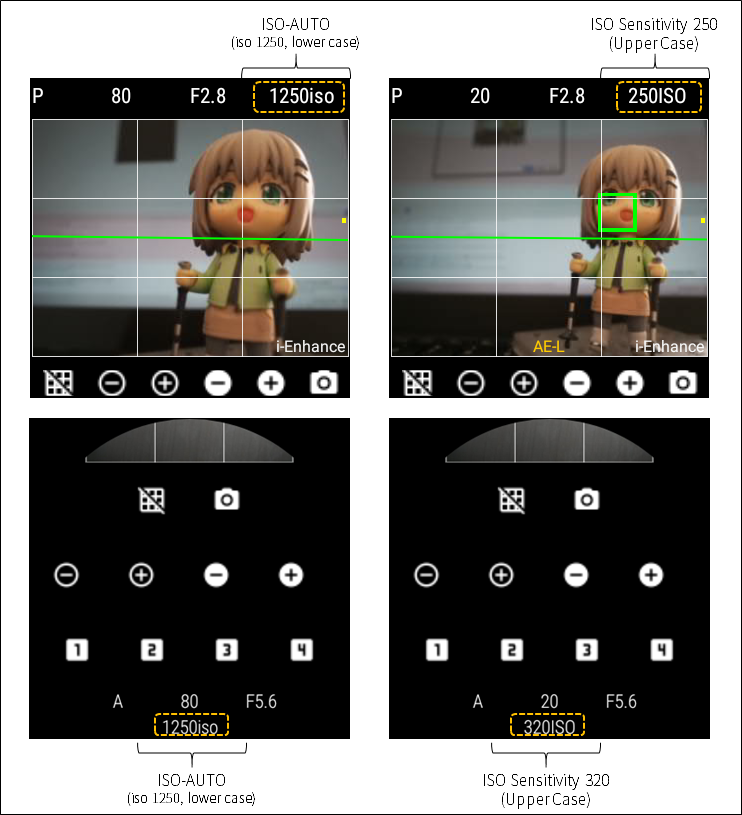 ISO-AUTO
(iso 1250, lower case)
ISO Sensitivity 250
(Upper Case)
P 80 F2.8 1250iso
P 20 F2.8 250ISO
i-Enhance
AE-L i-Enhance
1 2 3 4
1 2 3 4
A 80 F5.6
1250iso
A 20 F5.6
320ISO
ISO-AUTO
(iso 1250, lower case)
ISO Sensitivity 320
(Upper Case)